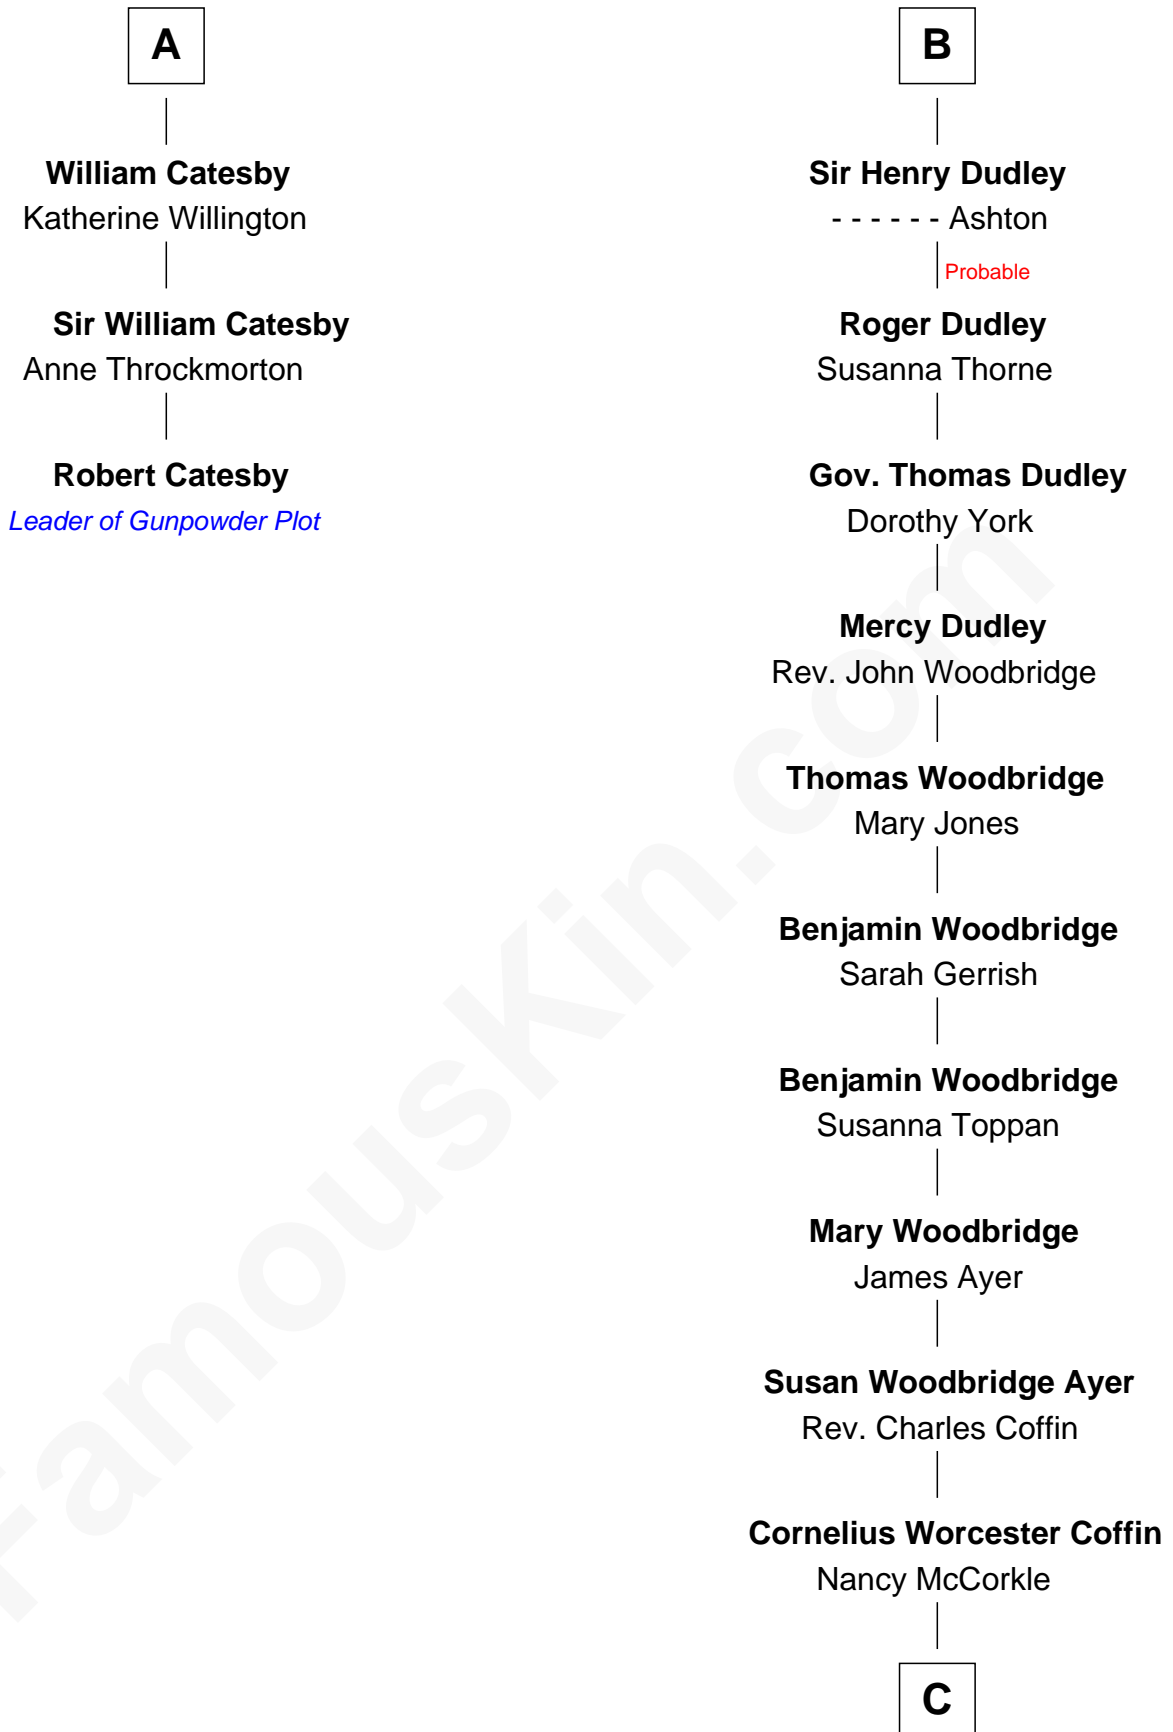 A
William Catesby
Katherine Willington
Sir William Catesby
Anne Throckmorton
Robert Catesby
Leader of Gunpowder Plot
B
Sir Henry Dudley
- - - - - - Ashton
Probable
Roger Dudley
Susanna Thorne
Gov. Thomas Dudley
Dorothy York
Mercy Dudley
Rev. John Woodbridge
Thomas Woodbridge
Mary Jones
Benjamin Woodbridge
Sarah Gerrish
Benjamin Woodbridge
Susanna Toppan
Mary Woodbridge
James Ayer
Susan Woodbridge Ayer
Rev. Charles Coffin
Cornelius Worcester Coffin
Nancy McCorkle
C
FamousKin.com